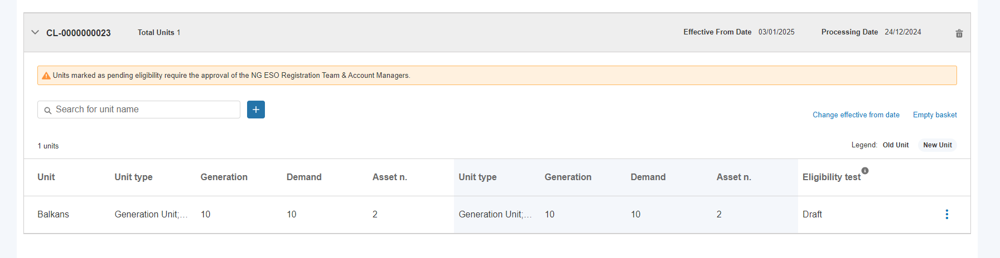 CL-0000000023 Total Units 1 Effective From Date 03/01/2025 Processing Date 24/12/2024
Units marked as pending eligibility require the approval of the NG ESO Registration Team & Account Managers.
Search for unit name Change effective from date Empty basket
1 units Legend: Old Unit New Unit
Unit Unit type Generation Demand Asset n. Unit type Generation Demand Asset n. Eligibility test
Balkans Generation Unit;... 10 10 2 Generation Unit;... 10 10 2 Draft